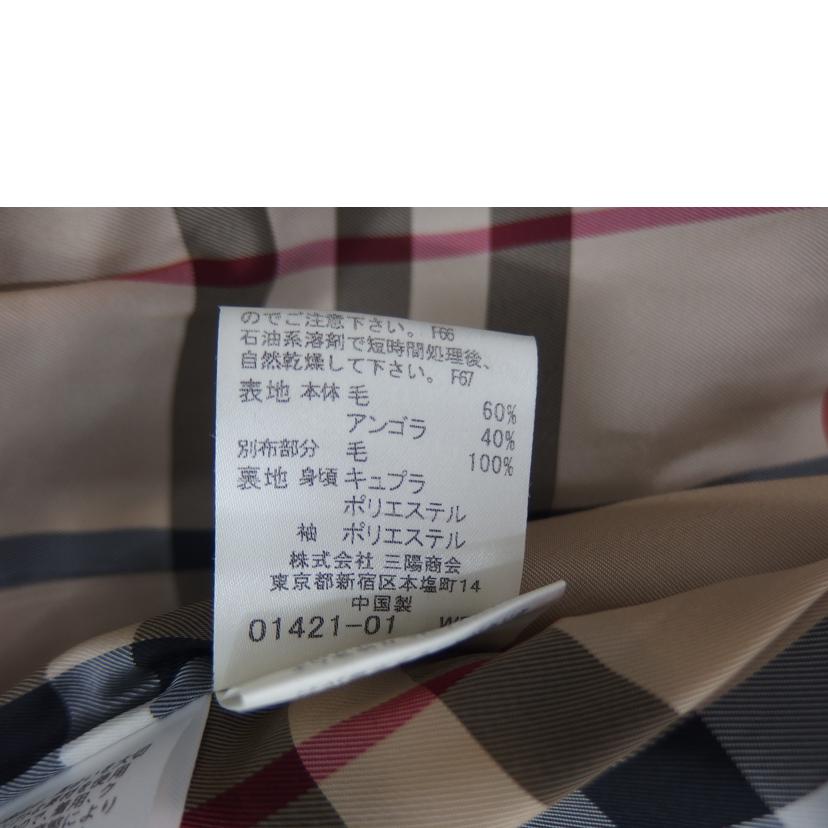 のでご注意下さい。F66
石油系溶剤で短時間処理後、
自然乾燥して下さい。F67
表地 本体 毛 60%
アンゴラ 40%
別布部分 毛 100%
裏地 身頃 キュプラ
ポリエステル
袖 ポリエステル
株式会社 三陽商会
東京都新宿区本塩町14
中国製
01421-01
により